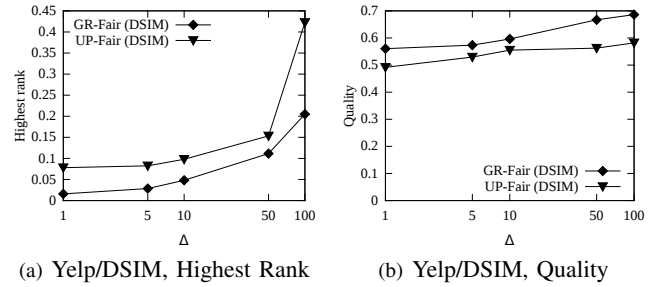 0.45
0.4
0.35
0.3
0.25
0.2
0.15
0.1
0.05
0
Highest rank
GR-Fair (DSIM)
UP-Fair (DSIM)
1 5 10 50 100
Δ
(a) Yelp/DSIM, Highest Rank
0.7
0.6
0.5
0.4
0.3
0.2
0.1
0
Quality
GR-Fair (DSIM)
UP-Fair (DSIM)
1 5 10 50 100
Δ
(b) Yelp/DSIM, Quality